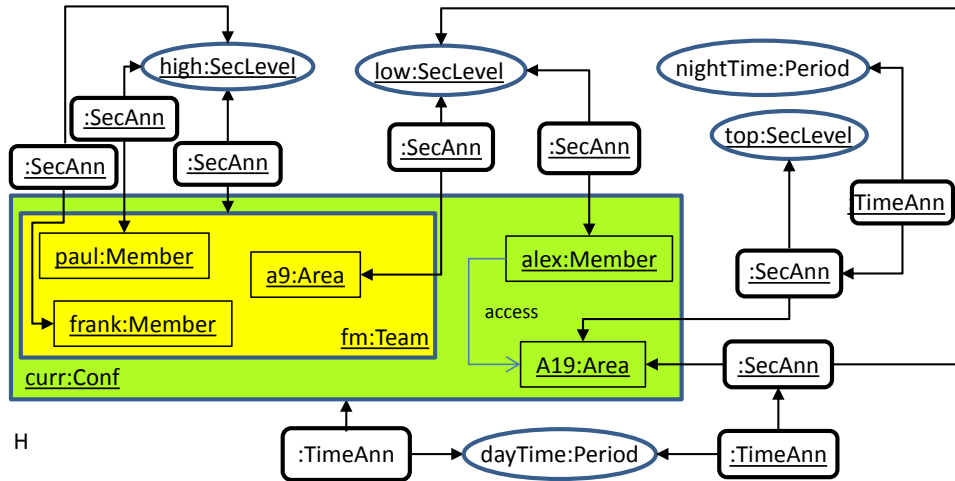 high:SecLevel
low:SecLevel
nightTime:Period
:SecAnn
top:SecLevel
:SecAnn
:SecAnn
:SecAnn
:SecAnn
:TimeAnn
paul:Member
alex:Member
a9:Area
:SecAnn
frank:Member
access
fm:Team
curr:Conf
A19:Area
:SecAnn
H
:TimeAnn
dayTime:Period
:TimeAnn